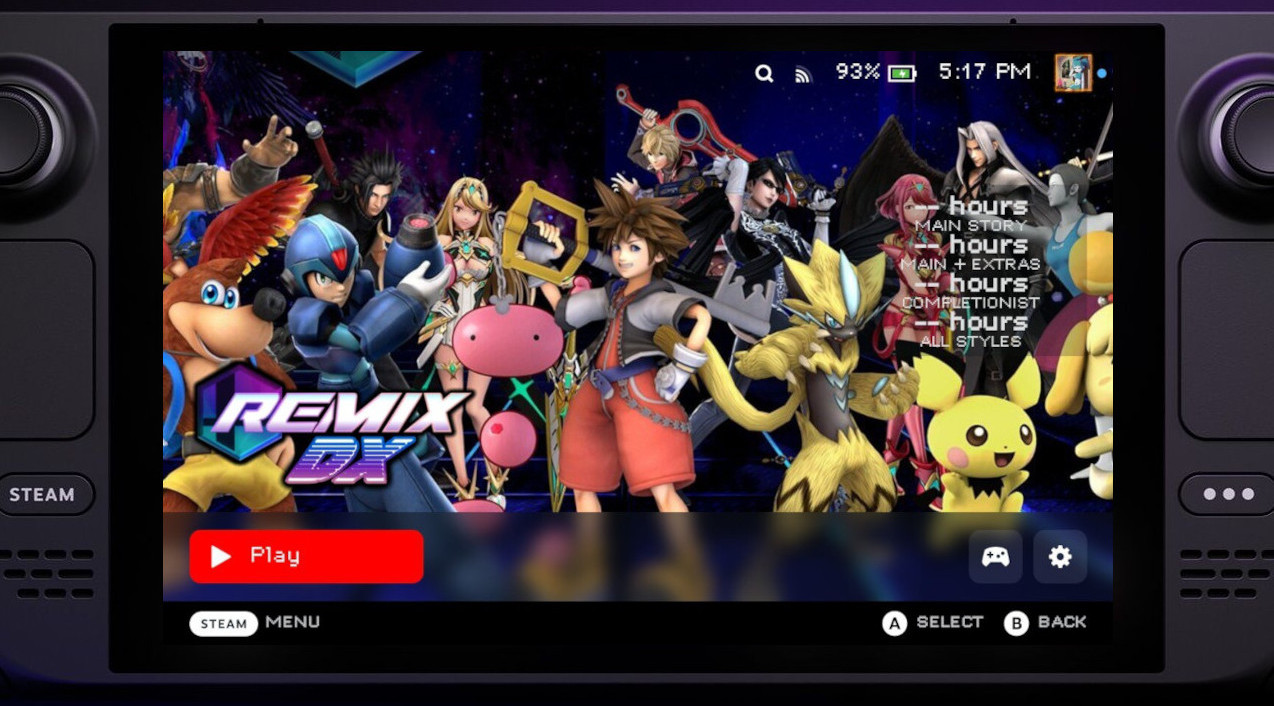 93% 5:17 PM
-- hours
MAIN STORY
-- hours
MAIN + EXTRAS
-- hours
COMPLETIONIST
-- hours
ALL STYLES
REMIX
DX
STEAM
Play
STEAM MENU
A SELECT B BACK